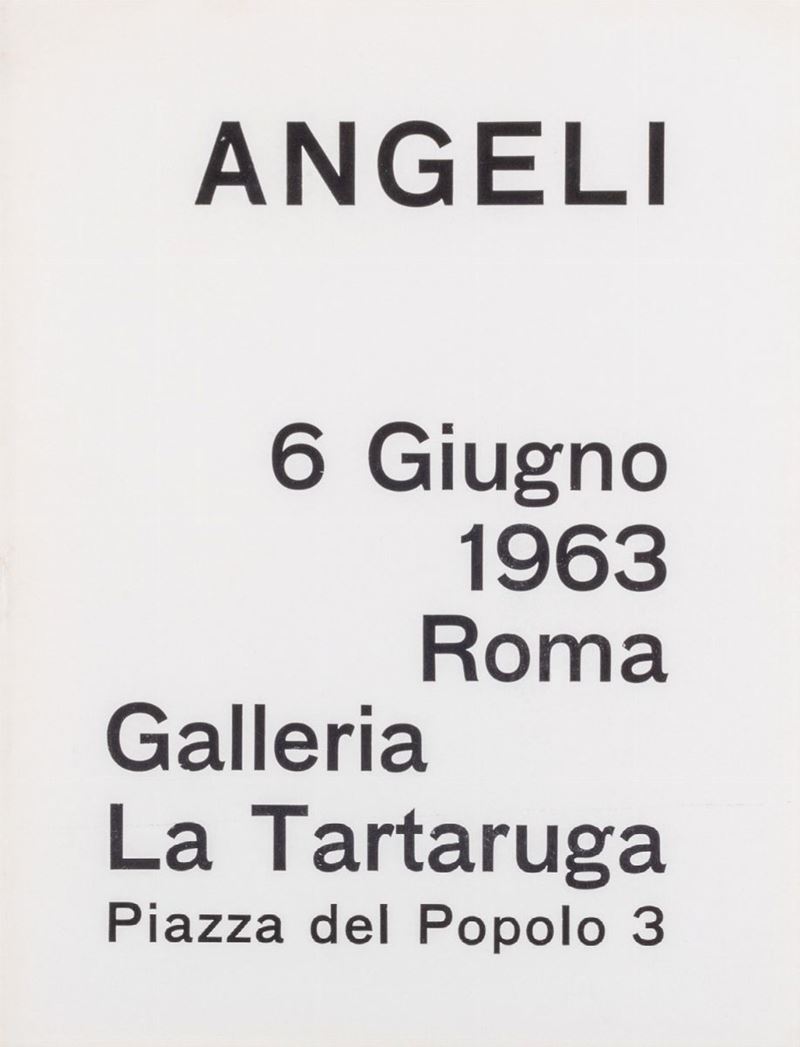 ANGELI
6 Giugno
1963
Roma
Galleria
La Tartaruga
Piazza del Popolo 3